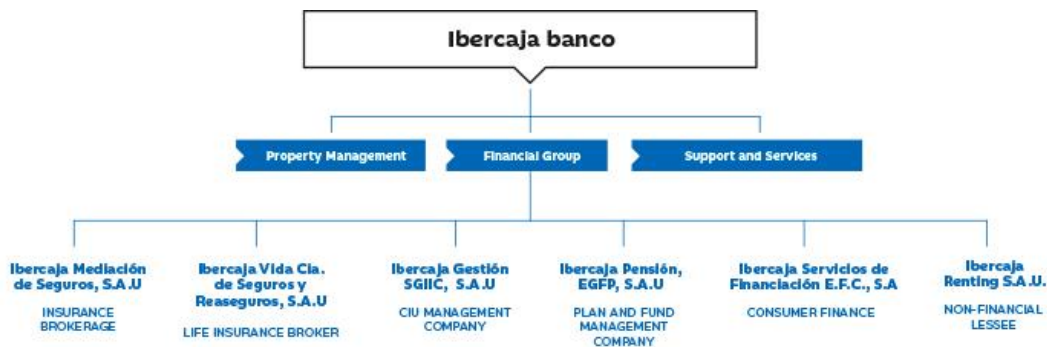 Ibercaja banco
Property Management
Financial Group
Support and Services
Ibercaja Mediación
de Seguros, S.A.U
INSURANCE
BROKERAGE
Ibercaja Vida Cia.
de Seguros y
Reaseguros, S.A.U
LIFE INSURANCE BROKER
Ibercaja Gestión
SGIIC, S.A.U
CIU MANAGEMENT
COMPANY
Ibercaja Pensión,
EGFP, S.A.U
PLAN AND FUND
MANAGEMENT
COMPANY
Ibercaja Servicios de
Financiación E.F.C., S.A
CONSUMER FINANCE
Ibercaja
Renting S.A.U.
NON-FINANCIAL
LESSEE